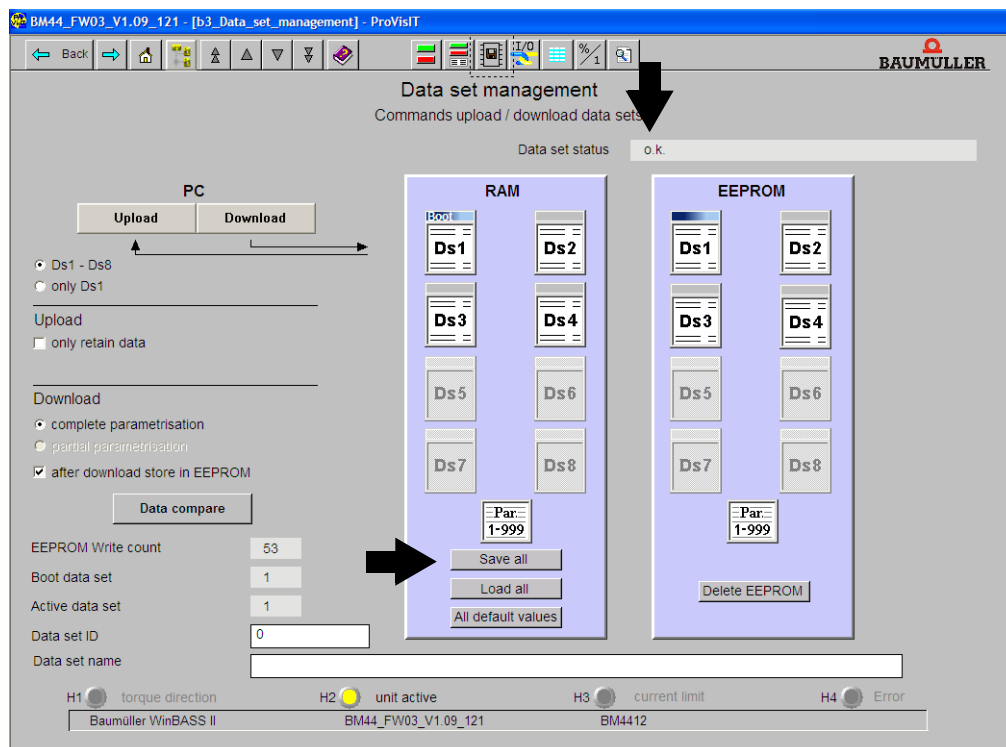 BM44_FW03_V1.09_121 - [b3_Data_set_management] - ProVisIT
Back
I/O
%/1
BAUMÜLLER
Data set management
Commands upload / download data sets
Data set status o.k.
PC
Upload Download
Ds1 - Ds8
only Ds1
Upload
only retain data
Download
complete parametrisation
partial parametrisation
after download store in EEPROM
Data compare
EEPROM Write count 53
Boot data set 1
Active data set 1
Data set ID 0
Data set name
RAM
Boot
Ds1 Ds2
Ds3 Ds4
Ds5 Ds6
Ds7 Ds8
Par.
1-999
Save all
Load all
All default values
EEPROM
Ds1 Ds2
Ds3 Ds4
Ds5 Ds6
Ds7 Ds8
Par.
1-999
Delete EEPROM
H1 torque direction H2 unit active H3 current limit H4 Error
Baumüller WinBASS II BM44_FW03_V1.09_121 BM4412